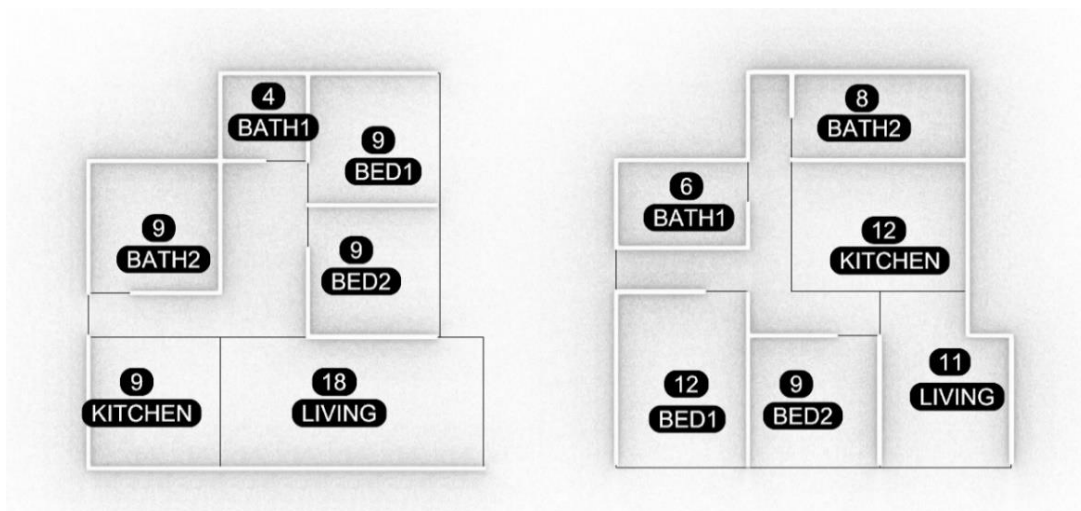 4
BATH1
9
BED1
9
BATH2
9
BED2
9
KITCHEN
18
LIVING
8
BATH2
6
BATH1
12
KITCHEN
12
BED1
9
BED2
11
LIVING